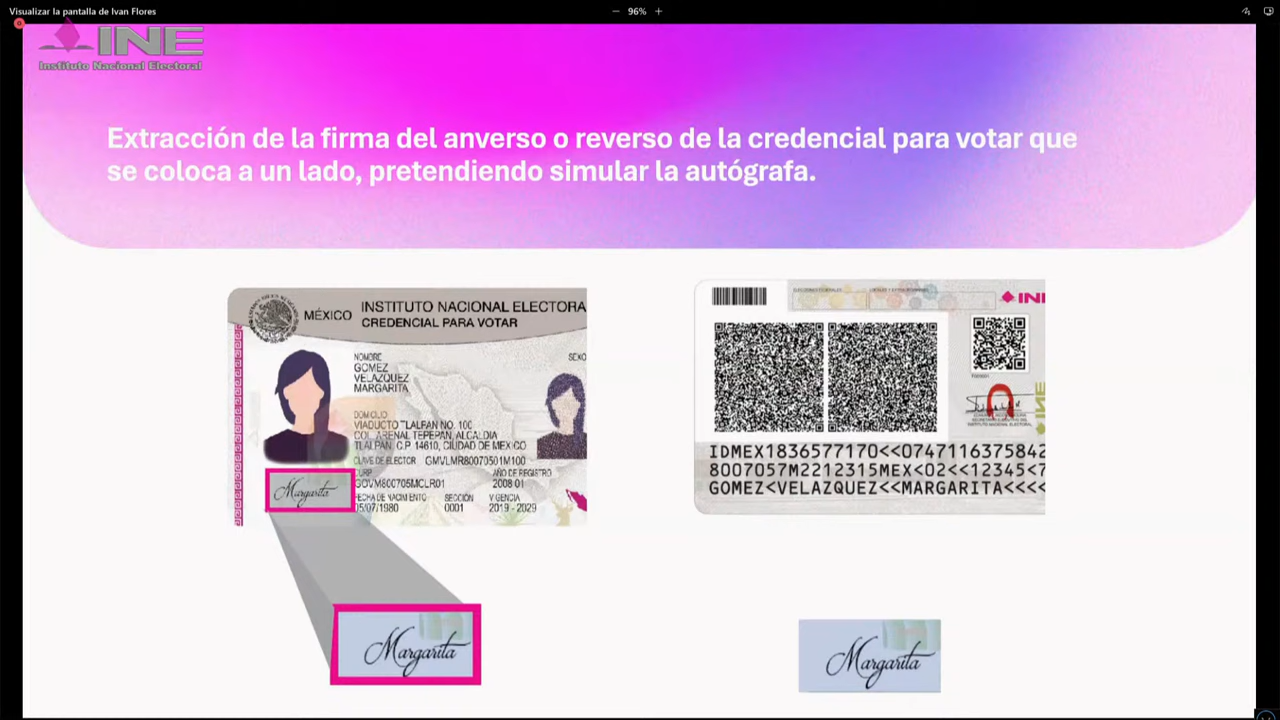 Visualizar la pantalla de Ivan Flores
96%
INE
Instituto Nacional Electoral
Extracción de la firma del anverso o reverso de la credencial para votar que
se coloca a un lado, pretendiendo simular la autógrafa.
MÉXICO
INSTITUTO NACIONAL ELECTORA
CREDENCIAL PARA VOTAR
NOMBRE
GOMEZ
VELAZQUEZ
MARGARITA
SEXO
DOMICILIO
VIADUCTO TLALPAN NO. 100
COL. ARENAL TEPEPAN, ALCALDIA
TLALPAN, C.P. 14610, CIUDAD DE MEXICO
CLAVE DE ELECTOR GMVLMR80070501M100
CURP
GOVM800705MCLR01
AÑO DE REGISTRO
2008 01
FECHA DE NACIMIENTO
05/07/1980
SECCIÓN
0001
VIGENCIA
2019 - 2029
Margarita
Margarita
INE
IDMEX1836577170<<0747116375842
8007057M2212315MEX<02<<12345<7
GOMEZ<VELAZQUEZ<<MARGARITA<<<<
Margarita